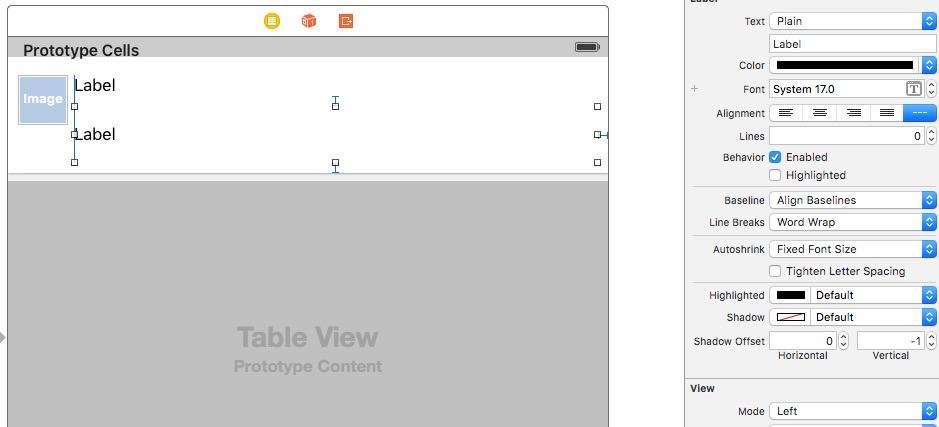 Prototype Cells
Image
Label
Label
Table View
Prototype Content
Label
Text Plain
Label
Color
+ Font System 17.0 T
Alignment ---
Lines 0
Behavior Enabled
Highlighted
Baseline Align Baselines
Line Breaks Word Wrap
Autoshrink Fixed Font Size
Tighten Letter Spacing
Highlighted Default
Shadow Default
Shadow Offset 0 -1
Horizontal Vertical
View
Mode Left